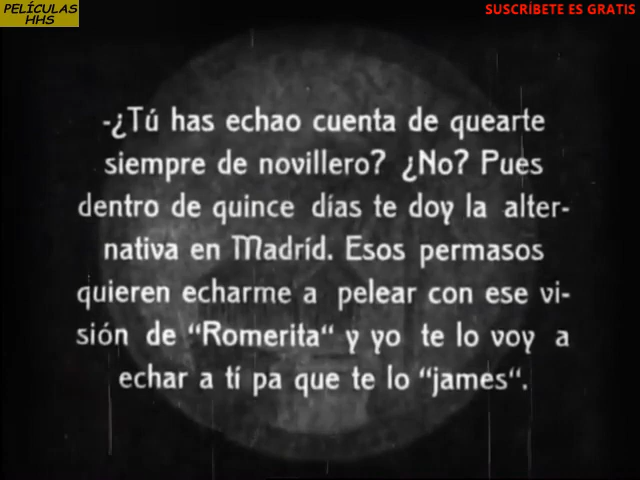 PELÍCULAS
HHS
SUSCRÍBETE ES GRATIS
-¿Tú has echao cuenta de quearte
siempre de novillero? ¿No? Pues
dentro de quince días te doy la alter-
nativa en Madríd. Esos permasos
quieren echarme a pelear con ese vi-
sión de “Romerita“ y yo te lo voy a
echar a tí pa que te lo “james“.